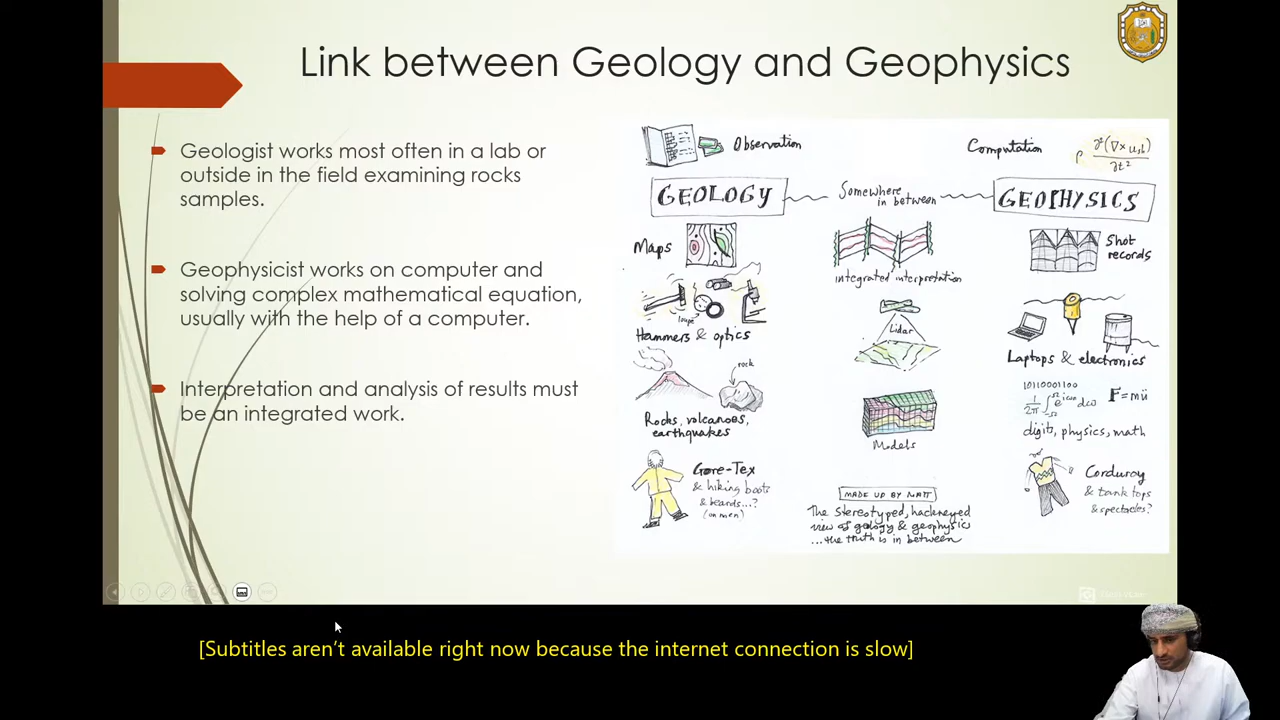 Link between Geology and Geophysics
Geologist works most often in a lab or
outside in the field examining rocks
samples.
Geophysicist works on computer and
solving complex mathematical equation,
usually with the help of a computer.
Interpretation and analysis of results must
be an integrated work.
Observation
Computation
ρ ∂²(∇×u,h) / ∂t²
GEOLOGY
Somewhere
in between
GEOPHYSICS
Maps
integrated interpretation
Shot
records
loupe
Hammers & optics
Lidar
Laptops & electronics
rock
Rocks, volcanoes,
earthquakes
Models
10110001100
F = mü
digits, physics, math
Gore-Tex
& hiking boots
& beards...?
(on men)
Corduroy
& tank tops
& spectacles?
MADE UP BY MATT
The stereotyped, hackneyed
view of geology & geophysics
...the truth is in between
[Subtitles aren't available right now because the internet connection is slow]